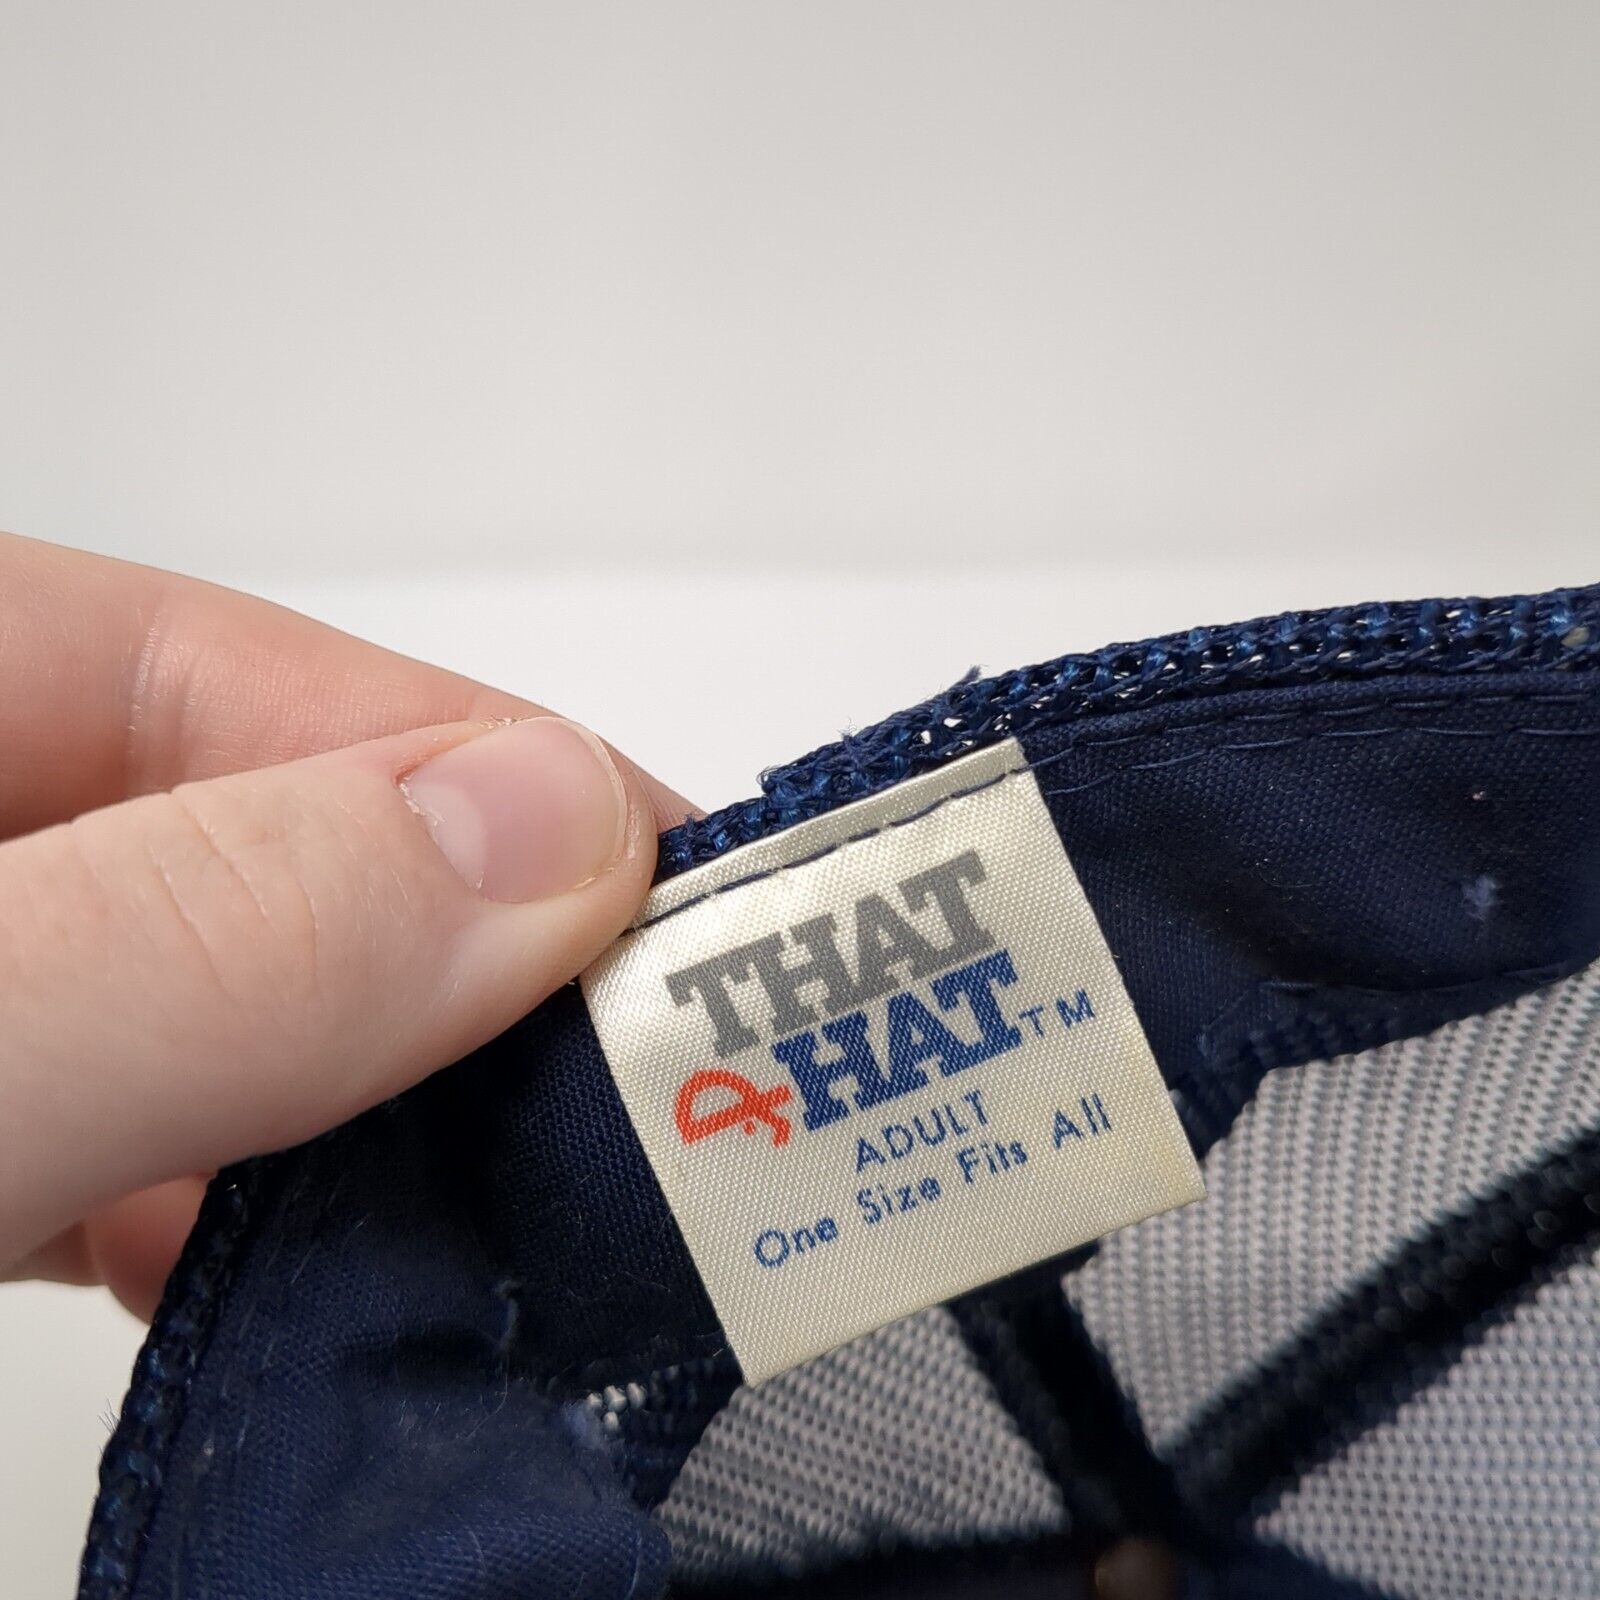 THAT
HAT TM
ADULT
One Size Fits All